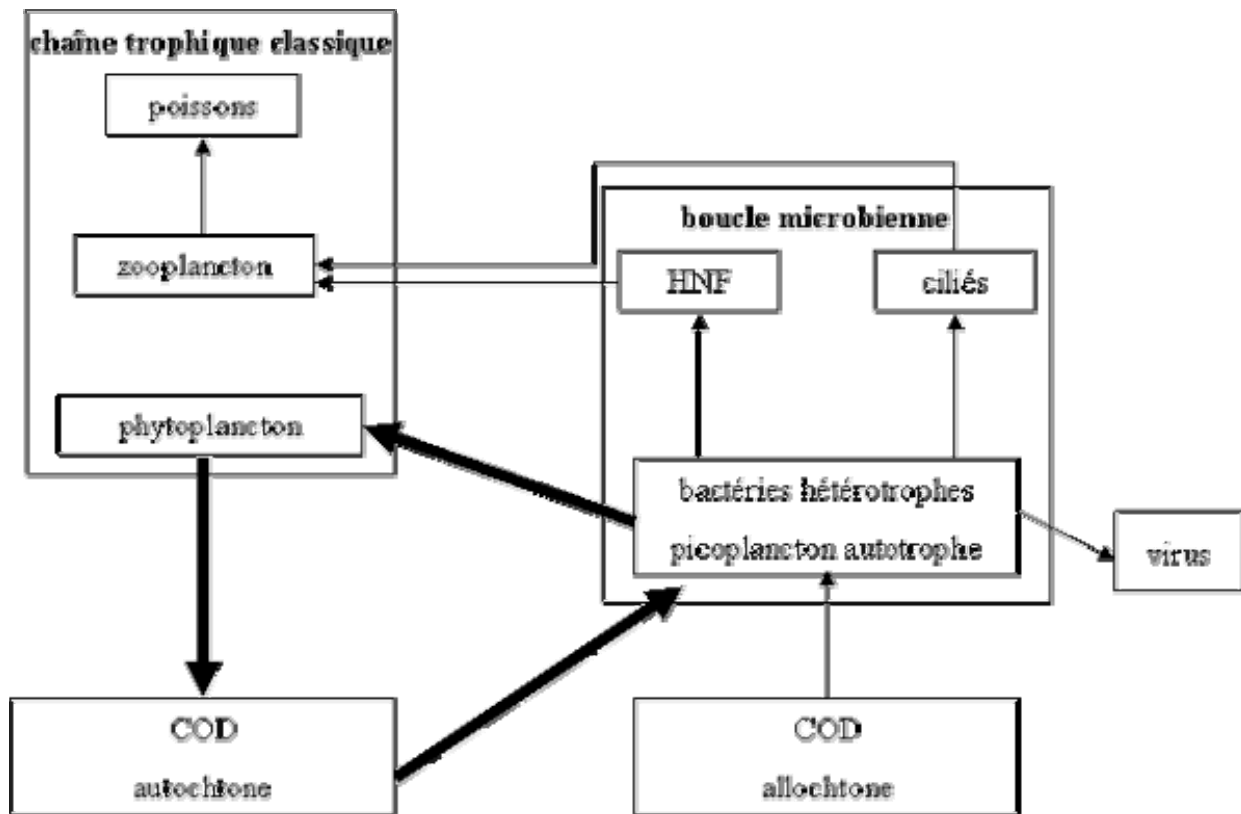 chaîne trophique classique
poissons
zooplancton
phytoplancton
boucle microbienne
HNF
ciliés
bactéries hétérotrophes
picoplancton autotrophe
virus
COD
autochtone
COD
allochtone